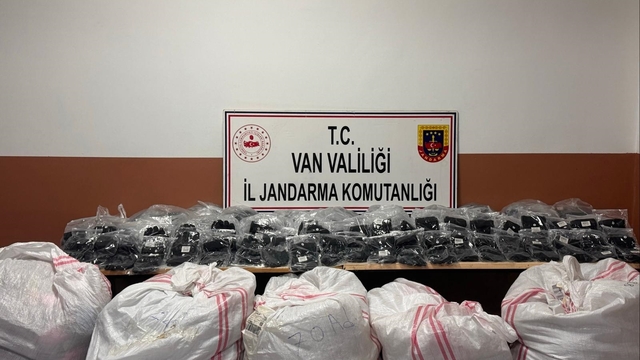 T.C.
VAN VALİLİĞİ
İL JANDARMA KOMUTANLIĞI